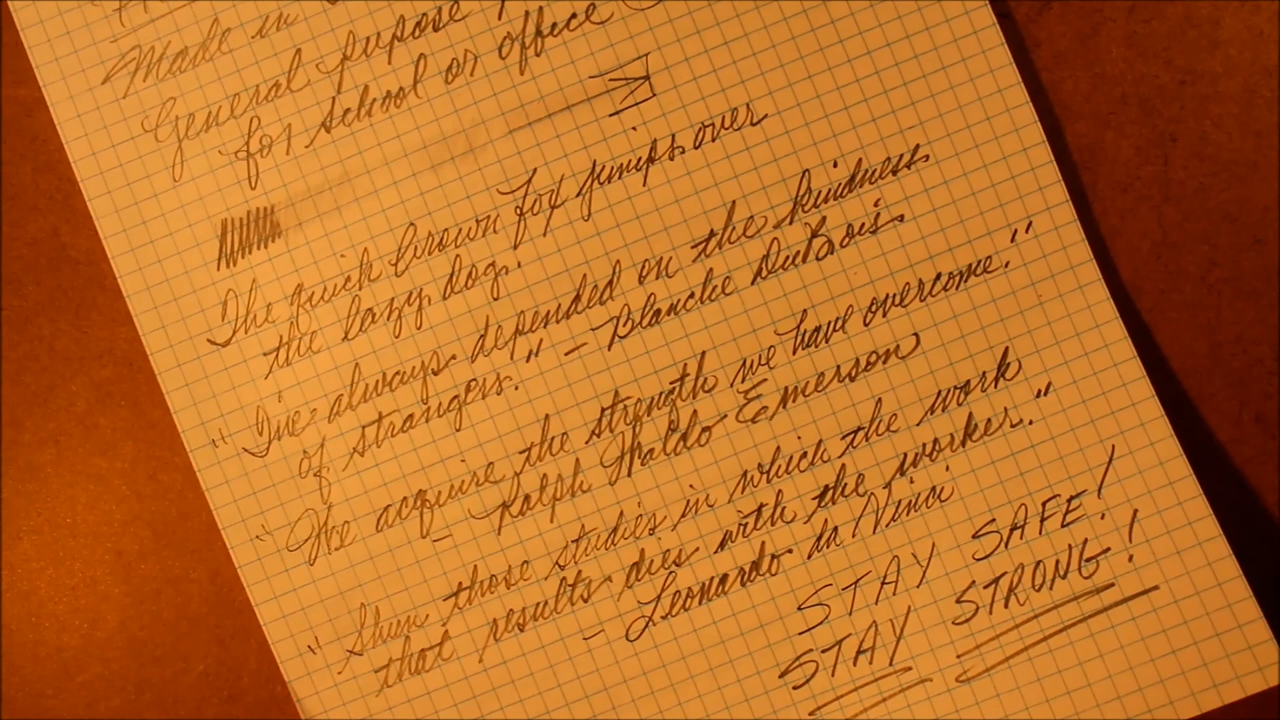 Made in
General pupose
for school or office
The quick brown fox jumps over
the lazy dog.
"I've always depended on the kindness
of strangers." - Blanche DuBois
"We acquire the strength we have overcome."
- Ralph Waldo Emerson
"Shun those studies in which the work
that results dies with the worker."
- Leonardo da Vinci
STAY SAFE!
STAY STRONG!